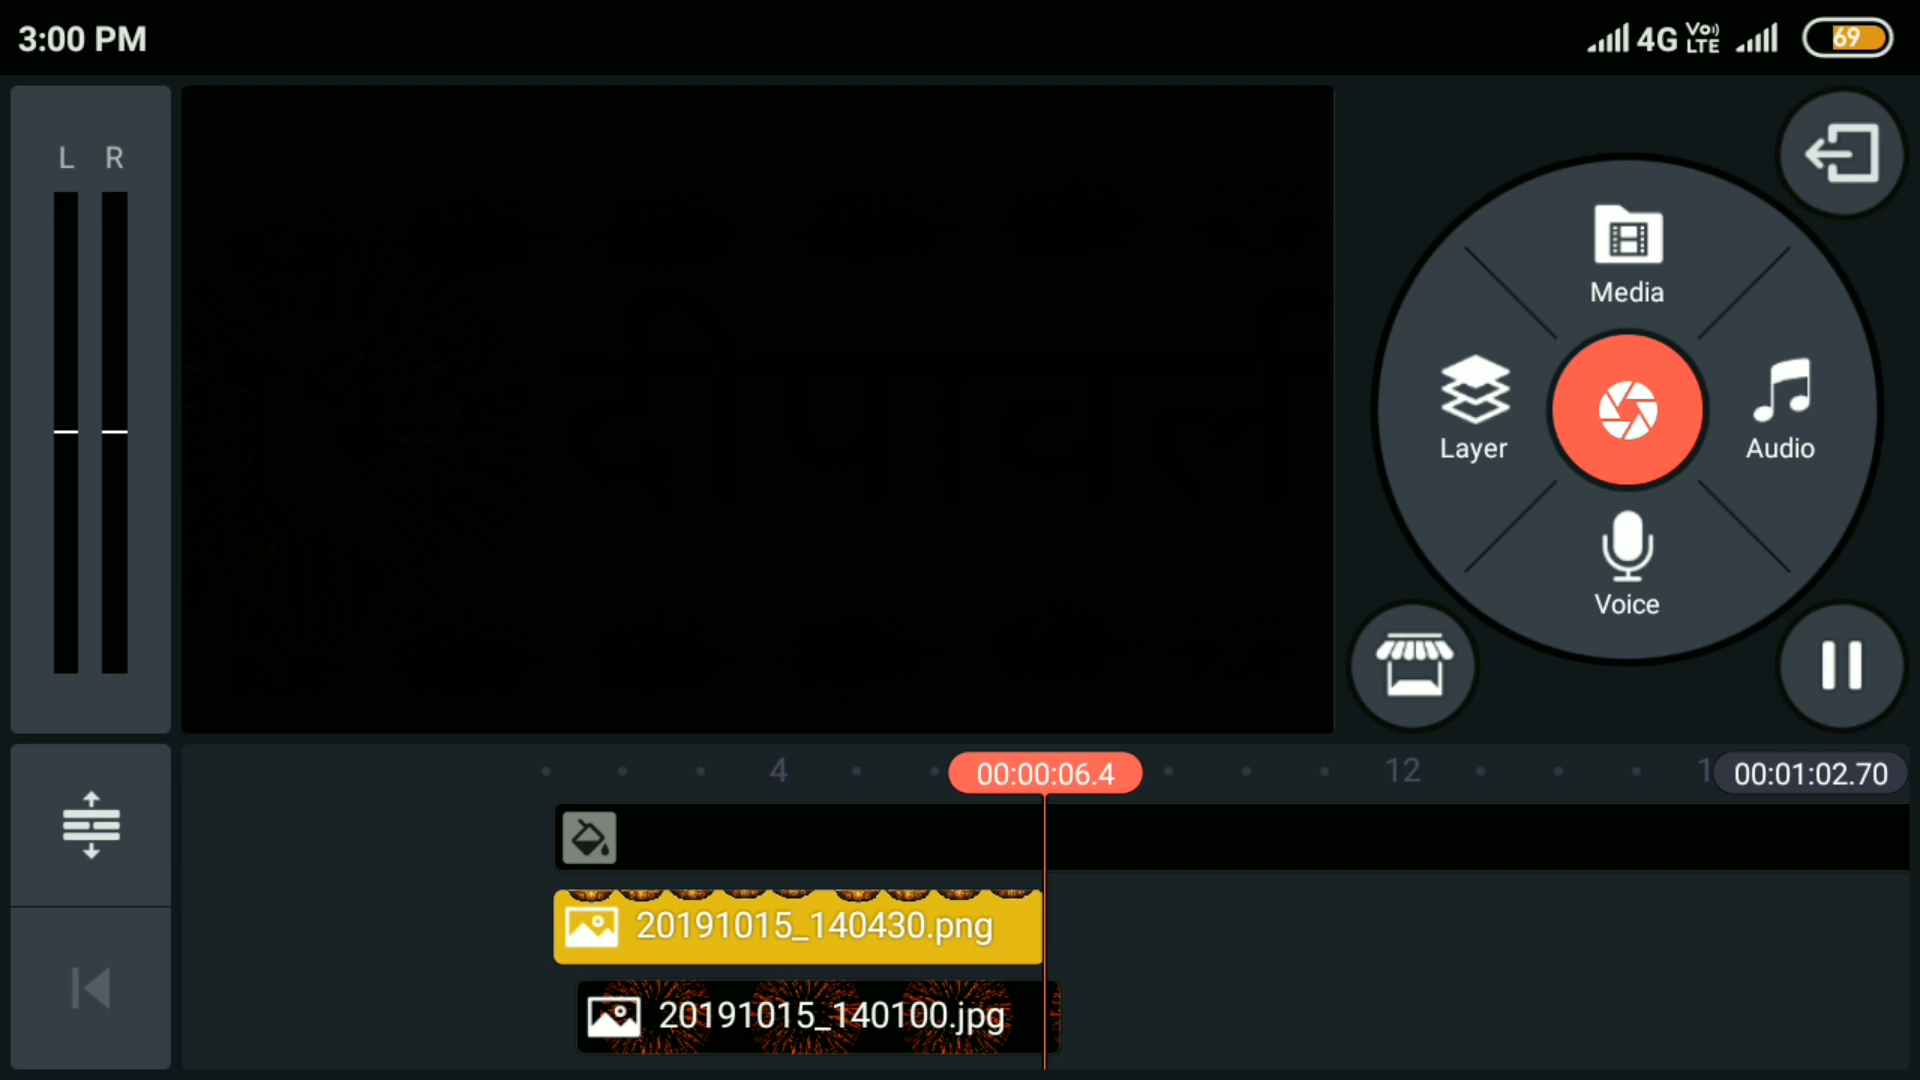 3:00 PM
4G Vo) LTE
69
L R
Media
Layer
Audio
Voice
4
00:00:06.4
12
00:01:02.70
20191015_140430.png
20191015_140100.jpg